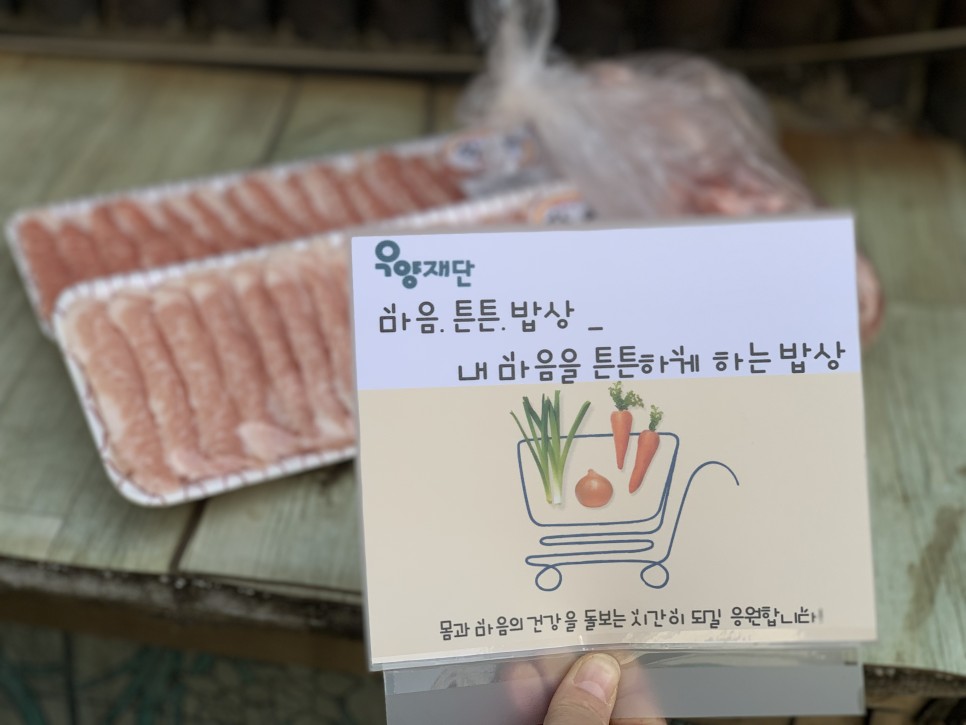 우양재단
마음. 튼튼. 밥상 _
내 마음을 튼튼하게 하는 밥상
몸과 마음의 건강을 돌보는 시간이 되길 응원합니다!